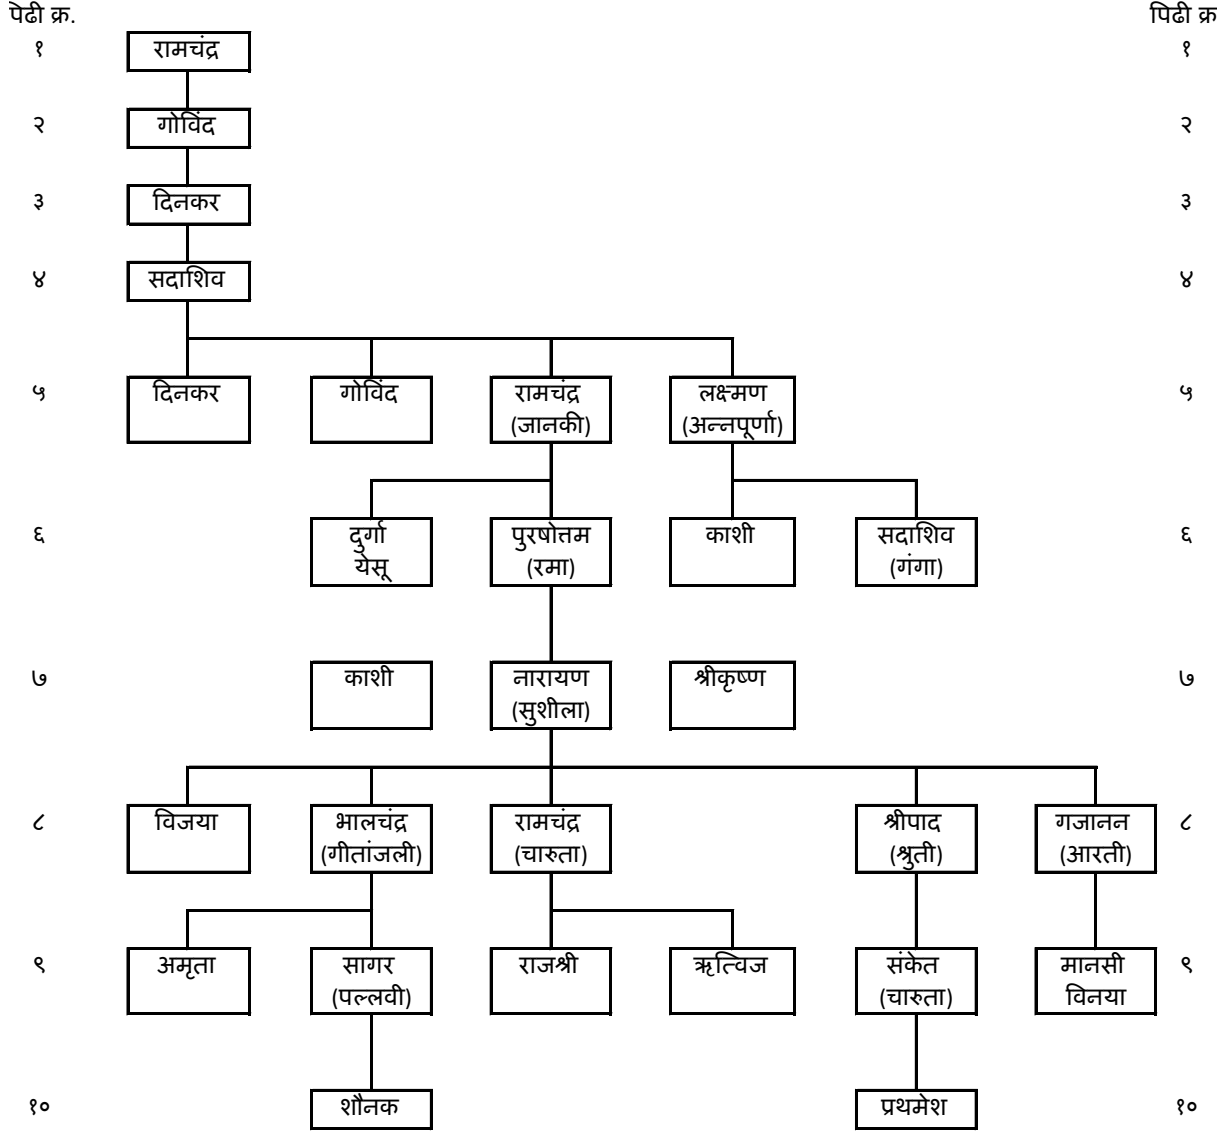 पेढी क्र. पिढी क्र
१ रामचंद्र १
२ गोविंद २
३ दिनकर ३
४ सदाशिव ४
५ दिनकर गोविंद रामचंद्र लक्ष्मण ५
(जानकी) (अन्नपूर्णा)
६ दुर्गा पुरषोत्तम काशी सदाशिव ६
येसू (रमा) (गंगा)
७ काशी नारायण श्रीकृष्ण ७
(सुशीला)
८ विजया भालचंद्र रामचंद्र श्रीपाद गजानन ८
(गीतांजली) (चारुता) (श्रुती) (आरती)
९ अमृता सागर राजश्री ऋत्विज संकेत मानसी ९
(पल्लवी) (चारुता) विनया
१० शौनक प्रथमेश १०